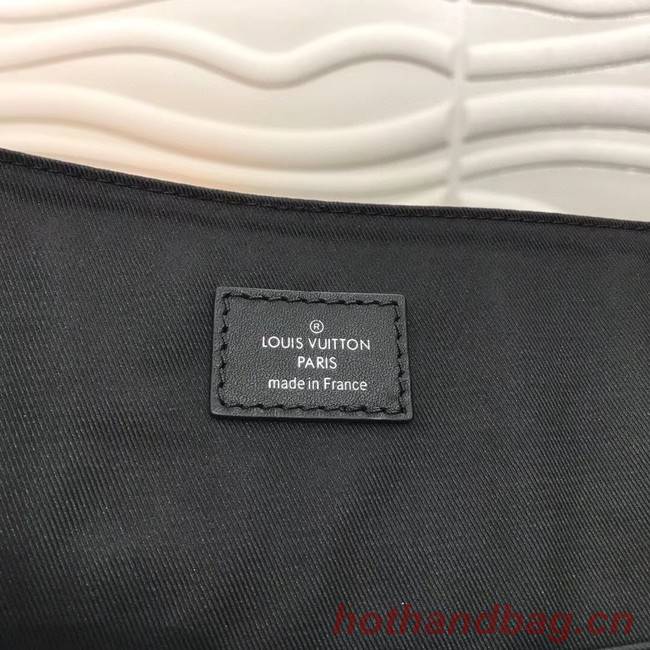 ®
LOUIS VUITTON
PARIS
made in France
hothandbag.cn